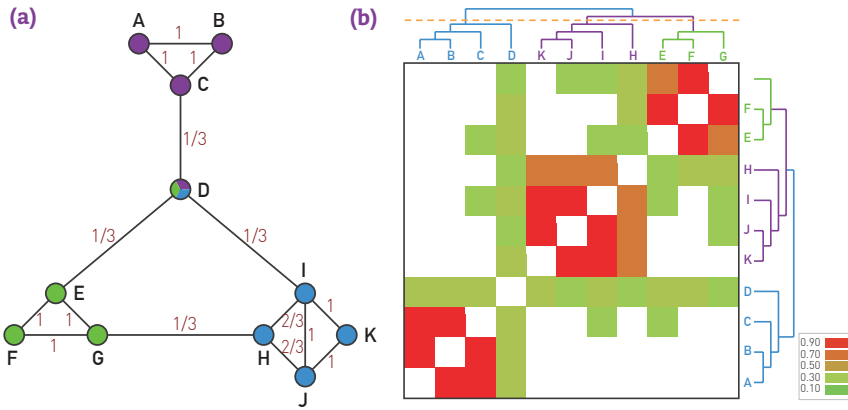 (a)
A
B
1
1
1
C
1/3
D
1/3
1/3
E
I
1
1
2/3
1
1
F
1
G
1/3
H
2/3
1
K
J
(b)
A B C D K J I H E F G
F
E
H
I
J
K
D
C
B
A
0.90
0.70
0.50
0.30
0.10